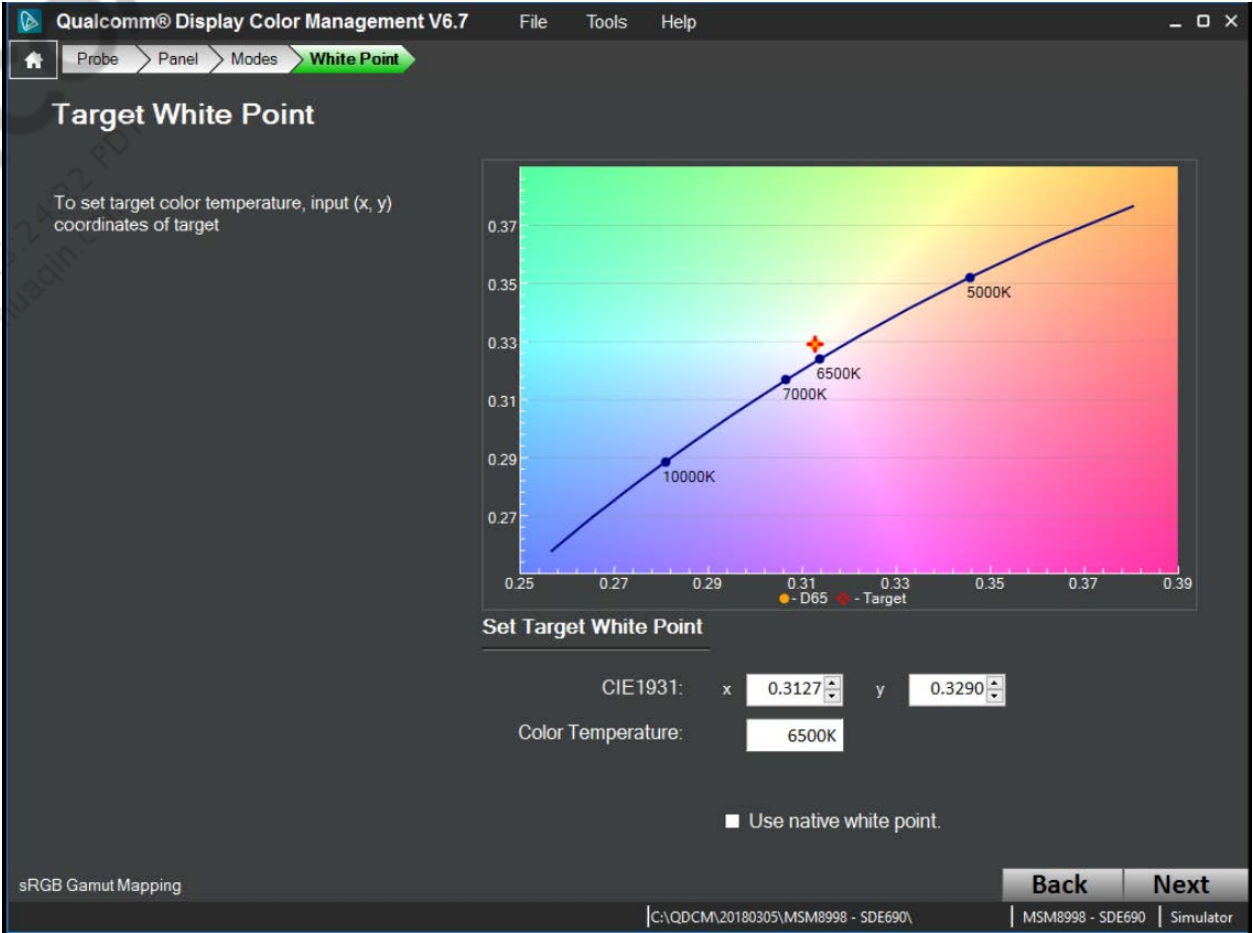 Qualcomm® Display Color Management V6.7 File Tools Help
Probe Panel Modes White Point
Target White Point
To set target color temperature, input (x, y)
coordinates of target
0.37
0.35
0.33
0.31
0.29
0.27
5000K
6500K
7000K
10000K
0.25 0.27 0.29 0.31 0.33 0.35 0.37 0.39
- D65 - Target
Set Target White Point
CIE1931: x 0.3127 y 0.3290
Color Temperature: 6500K
Use native white point.
sRGB Gamut Mapping
Back Next
C:\QDCM\20180305\MSM8998 - SDE690\ MSM8998 - SDE690 Simulator